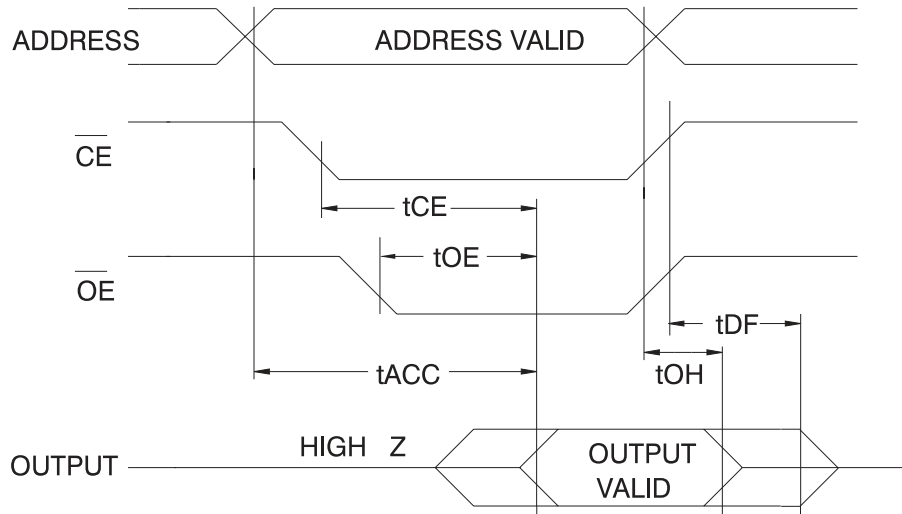 ADDRESS
ADDRESS VALID
CE
tCE
tOE
OE
tDF
tACC
tOH
HIGH Z
OUTPUT
OUTPUT
VALID